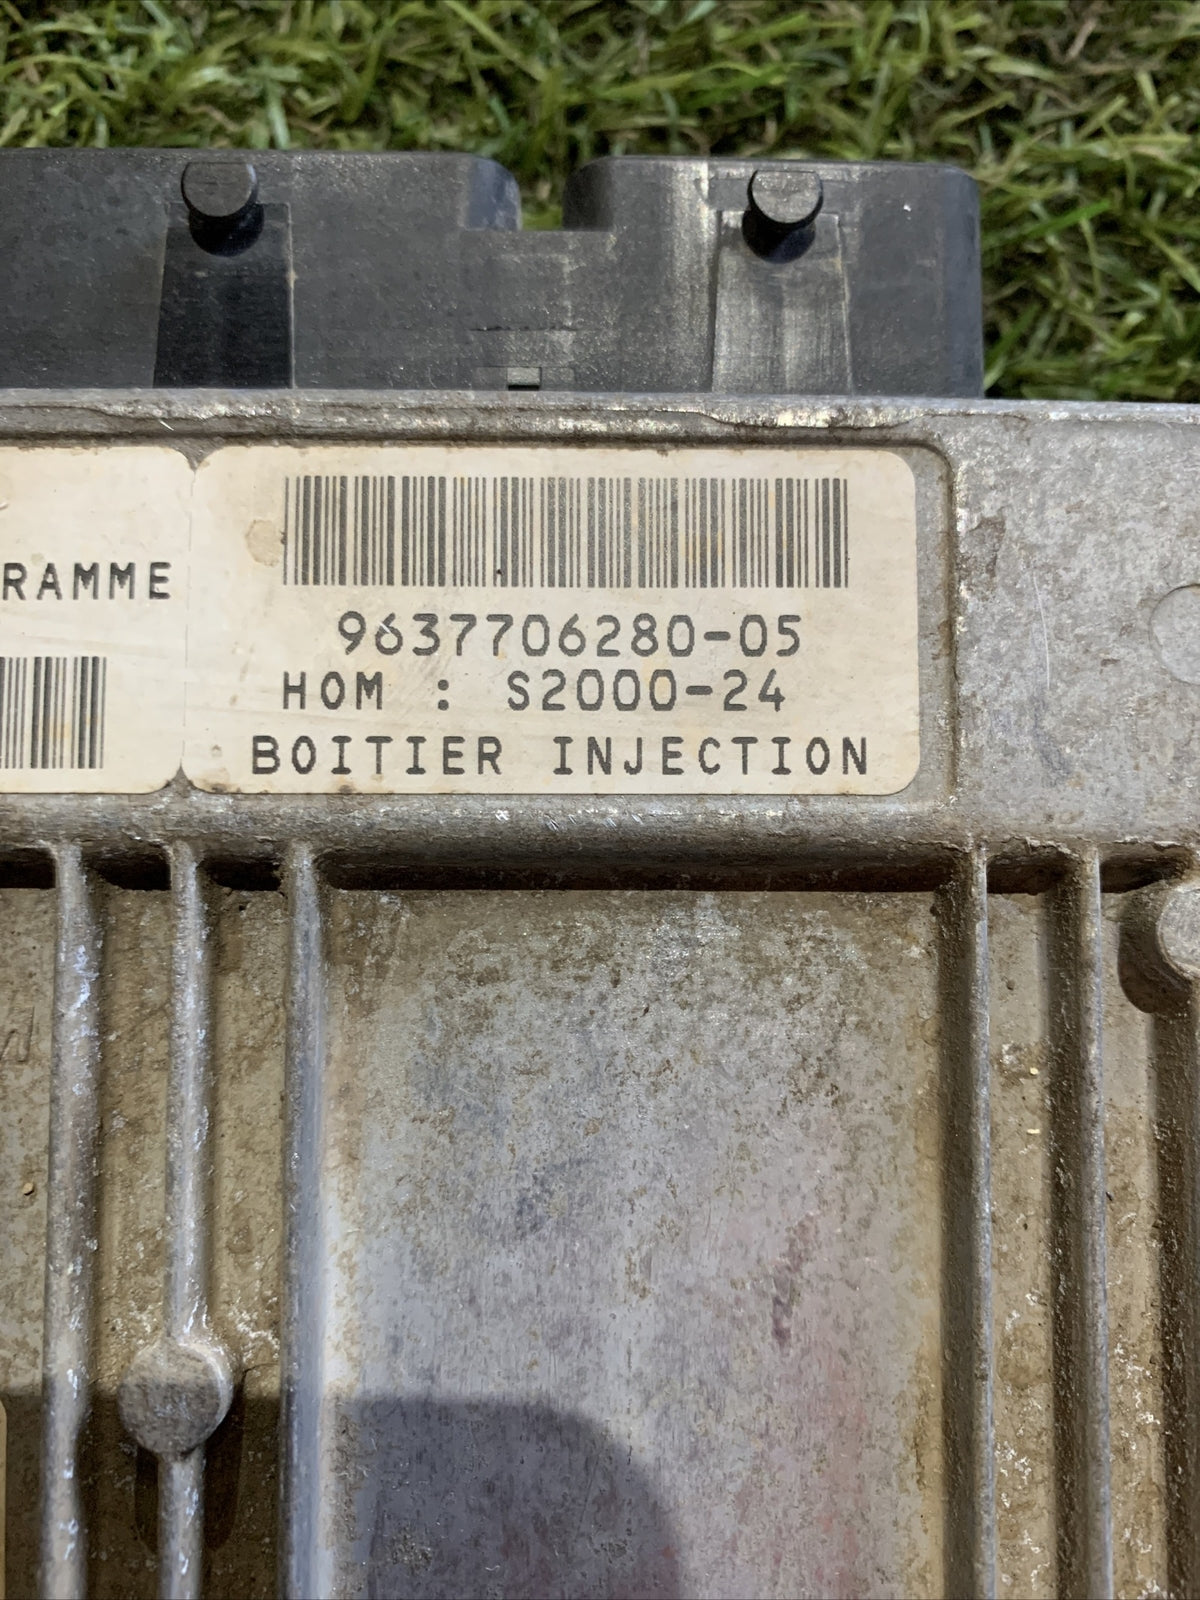 RAMME
9637706280-05
HOM : S2000-24
BOITIER INJECTION